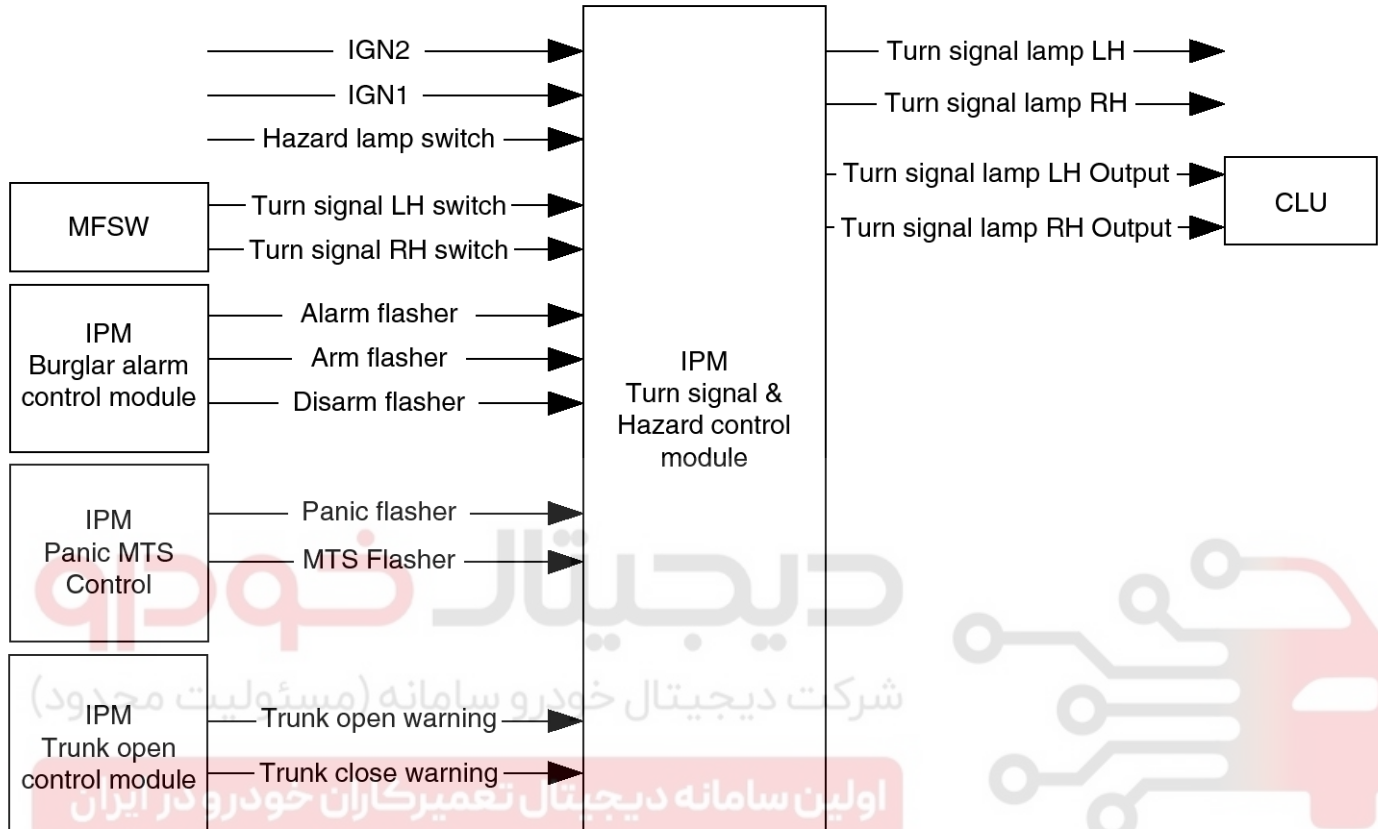 IGN2
IGN1
Hazard lamp switch
MFSW
Turn signal LH switch
Turn signal RH switch
IPM
Burglar alarm
control module
Alarm flasher
Arm flasher
Disarm flasher
IPM
Panic MTS
Control
Panic flasher
MTS Flasher
IPM
Trunk open
control module
Trunk open warning
Trunk close warning
IPM
Turn signal &
Hazard control
module
Turn signal lamp LH
Turn signal lamp RH
Turn signal lamp LH Output
Turn signal lamp RH Output
CLU
دیجیتال خودرو
شرکت دیجیتال خودرو سامانه (مسئولیت محدود)
اولین سامانه دیجیتال تعمیرکاران خودرو در ایران